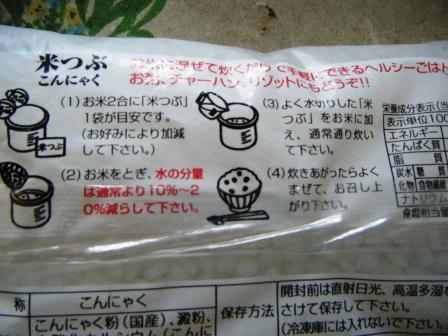 米つぶ
こんにゃく
お米に混ぜて炊くだけで手軽にできるヘルシーごはん
お粥、チャーハン、リゾットにもどうぞ!!
(1)お米2合に「米つぶ」
1袋が目安です。
(お好みにより加減
して下さい。)
米つぶ
(2)お米をとぎ、水の分量
は通常より10%~2
0%減らして下さい。
(3)よく水切りした「米
つぶ」をお米に加
え、通常通り炊い
て下さい。
(4)炊きあがったらよく
まぜて、お召し上
がり下さい。
栄養成分表示
表示単位100
エネルギー
たんぱく質
脂 質
炭水 糖質
化物 食物繊維
ナトリウム
食塩相当
称 こんにゃく
こんにゃく粉(国産)、澱粉、
保存方法
開封前は直射日光、高温多湿を
さけて保存して下さい。
(冷凍庫には入れないで下さい。